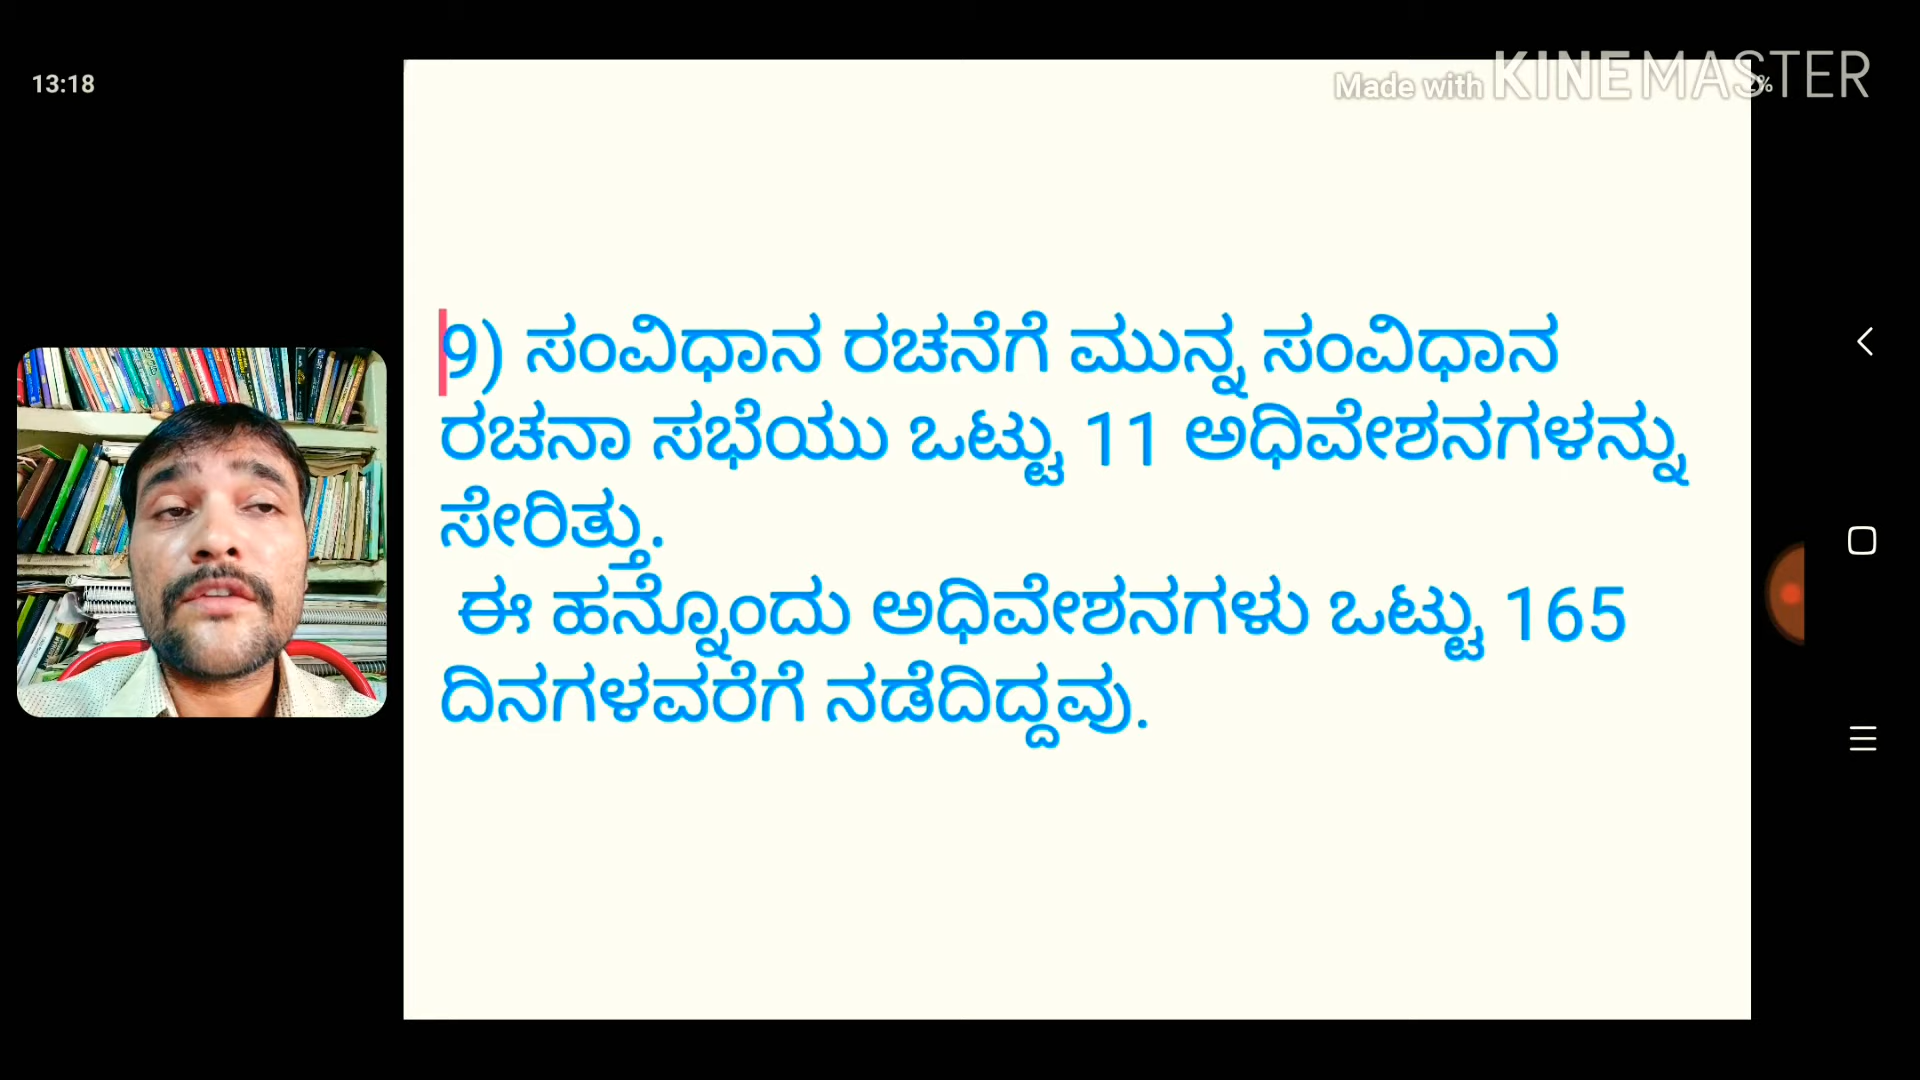 13:18
Made with KINEMASTER
9) ಸಂವಿಧಾನ ರಚನೆಗೆ ಮುನ್ನ ಸಂವಿಧಾನ
ರಚನಾ ಸಭೆಯು ಒಟ್ಟು 11 ಅಧಿವೇಶನಗಳನ್ನು
ಸೇರಿತ್ತು.
ಈ ಹನ್ನೊಂದು ಅಧಿವೇಶನಗಳು ಒಟ್ಟು 165
ದಿನಗಳವರೆಗೆ ನಡೆದಿದ್ದವು.